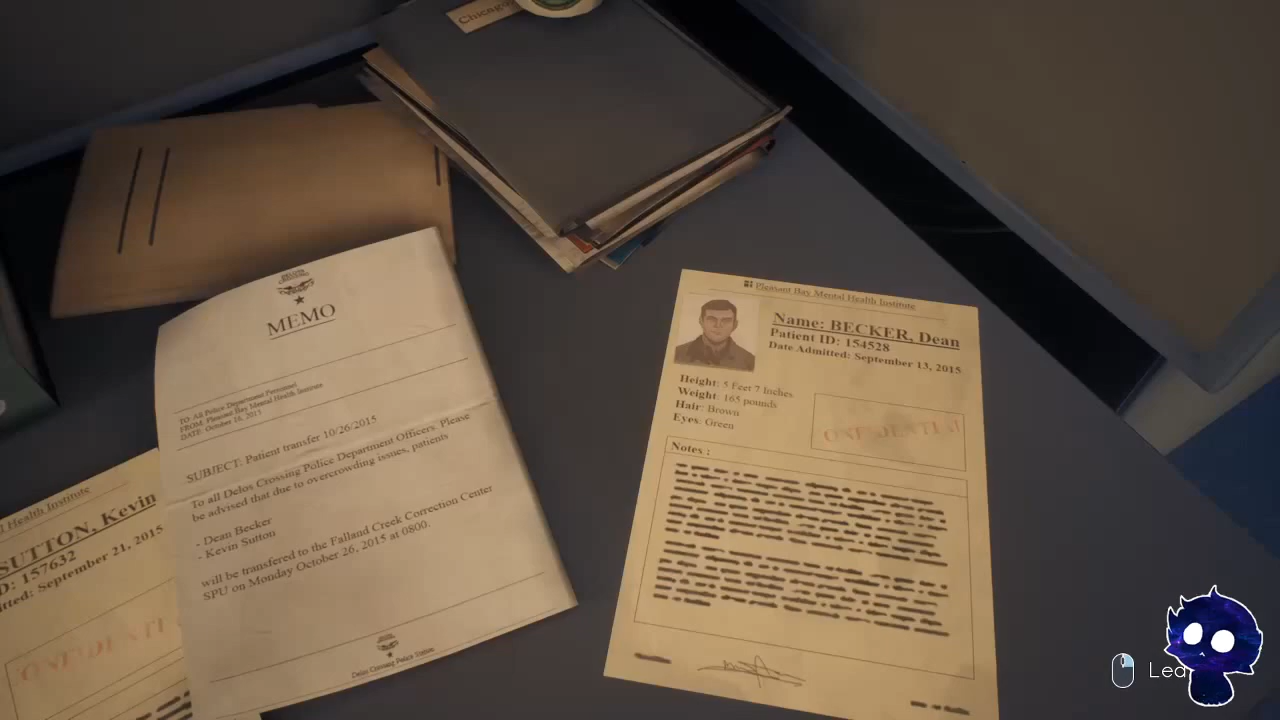 Chicago
DELOS
CROSSING
MEMO
TO: All Police Department Personnel
FROM: Pleasant Bay Mental Health Institute
DATE: October 16, 2015
SUBJECT: Patient transfer 10/26/2015
To all Delos Crossing Police Department Officers. Please
be advised that due to overcrowding issues, patients
- Dean Becker
- Kevin Sutton
will be transfered to the Falland Creek Correction Center
SPU on Monday October 26, 2015 at 0800.
Delos Crossing Police Station
Health Institute
SUTTON, Kevin
ID: 157632
September 21, 2015
Pleasant Bay Mental Health Institute
Name: BECKER, Dean
Patient ID: 154528
Date Admitted: September 13, 2015
Height: 5 Feet 7 Inches
Weight: 165 pounds
Hair: Brown
Eyes: Green
ONFIDENTIAL
Notes :
Lea